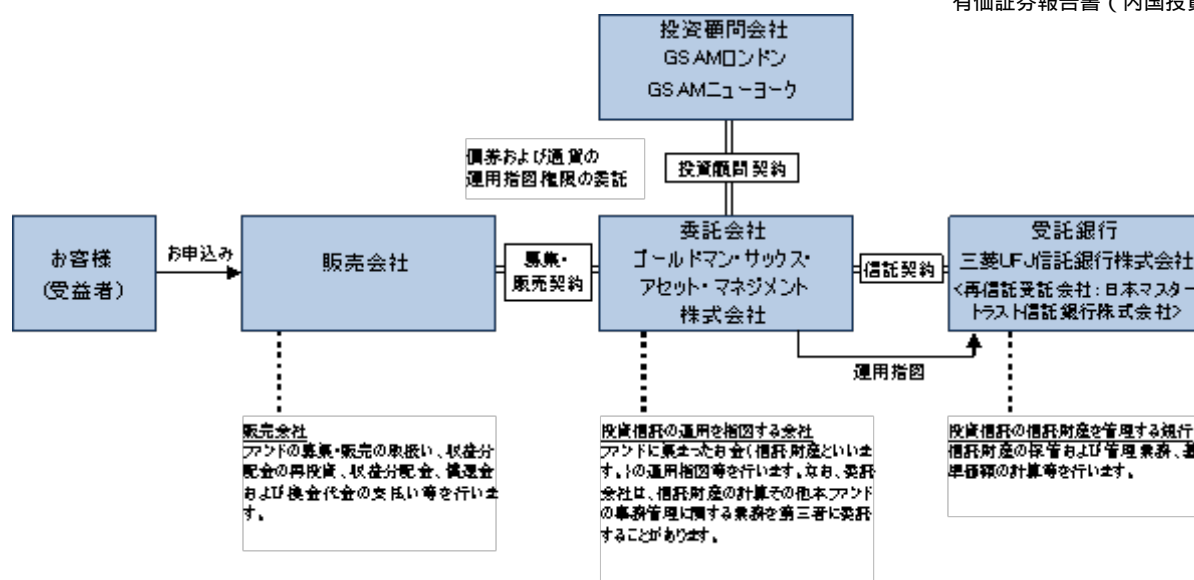 有価証券報告書（内国投資
投資顧問会社
GSAMロンドン
GSAMニューヨーク
債券および通貨の
運用指図権限の委託
投資顧問契約
お客様
(受益者)
お申込み
販売会社
募集・
販売契約
委託会社
ゴールドマン・サックス・
アセット・マネジメント
株式会社
信託契約
受託銀行
三菱UFJ信託銀行株式会社
<再信託受託会社:日本マスター
トラスト信託銀行株式会社>
運用指図
販売会社
ファンドの募集・販売の取扱い、収益分
配金の再投資、収益分配金、償還金
および換金代金の支払い等を行いま
す。
投資信託の運用を指図する会社
ファンドに集まったお金(信託財産といいま
す。)の運用指図等を行います。なお、委託
会社は、信託財産の計算その他本ファンド
の事務管理に関する業務を第三者に委託
することがあります。
投資信託の信託財産を管理する銀行
信託財産の保管および管理業務、基
準価額の計算等を行います。